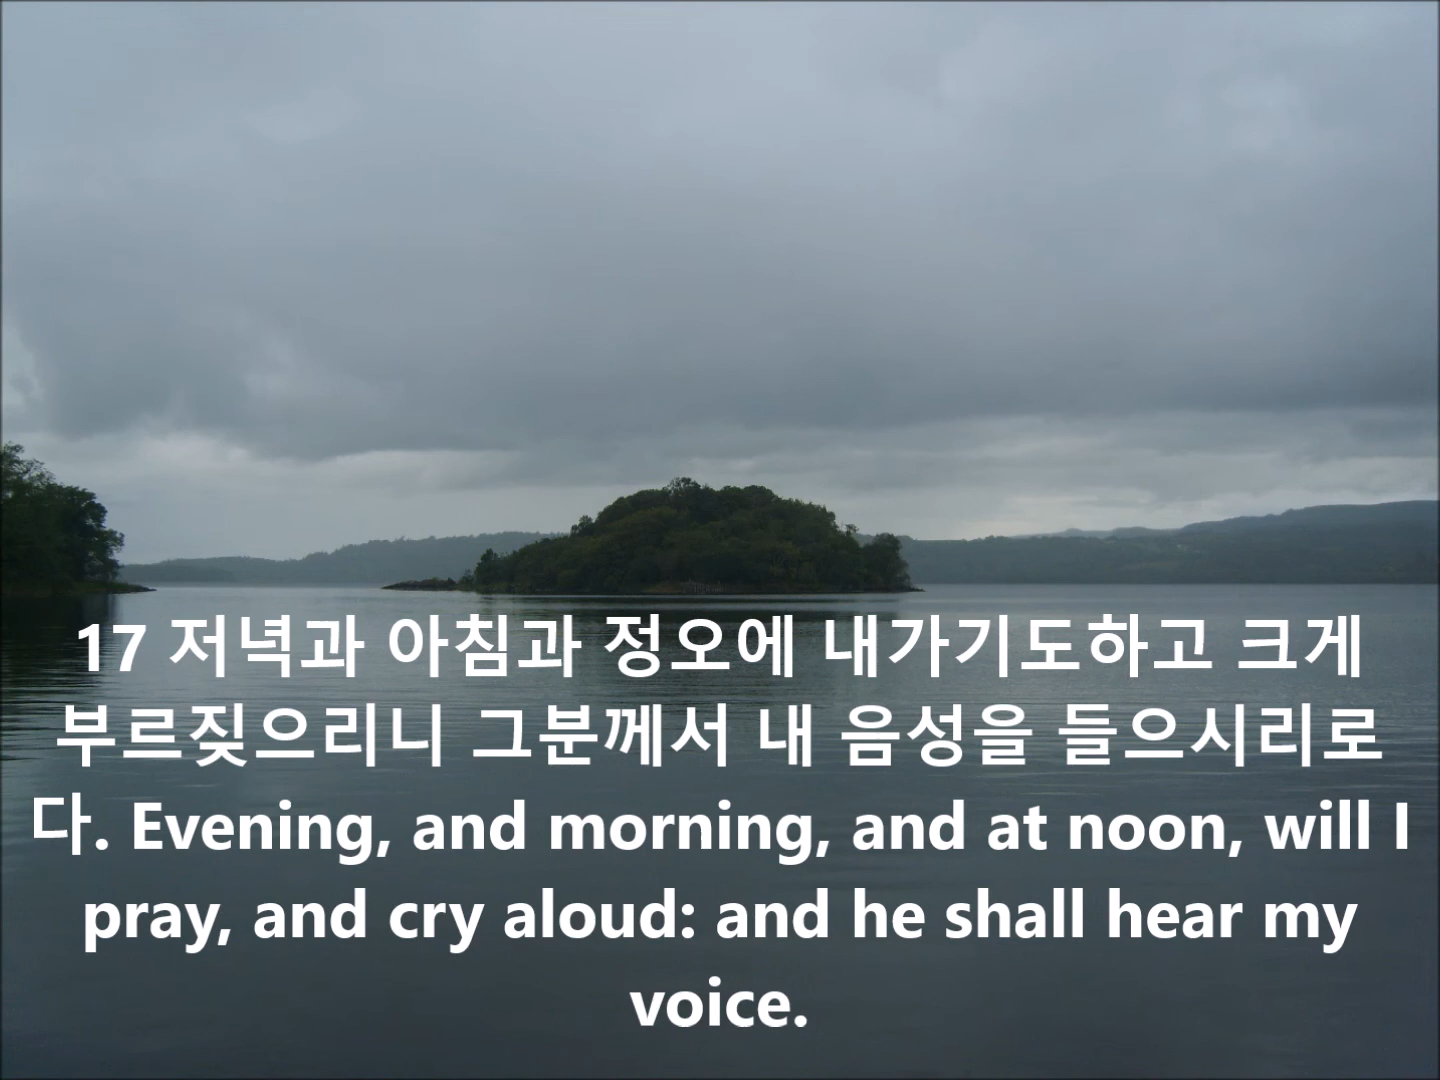 17 저녁과 아침과 정오에 내가기도하고 크게
부르짖으리니 그분께서 내 음성을 들으시리로
다. Evening, and morning, and at noon, will I
pray, and cry aloud: and he shall hear my
voice.